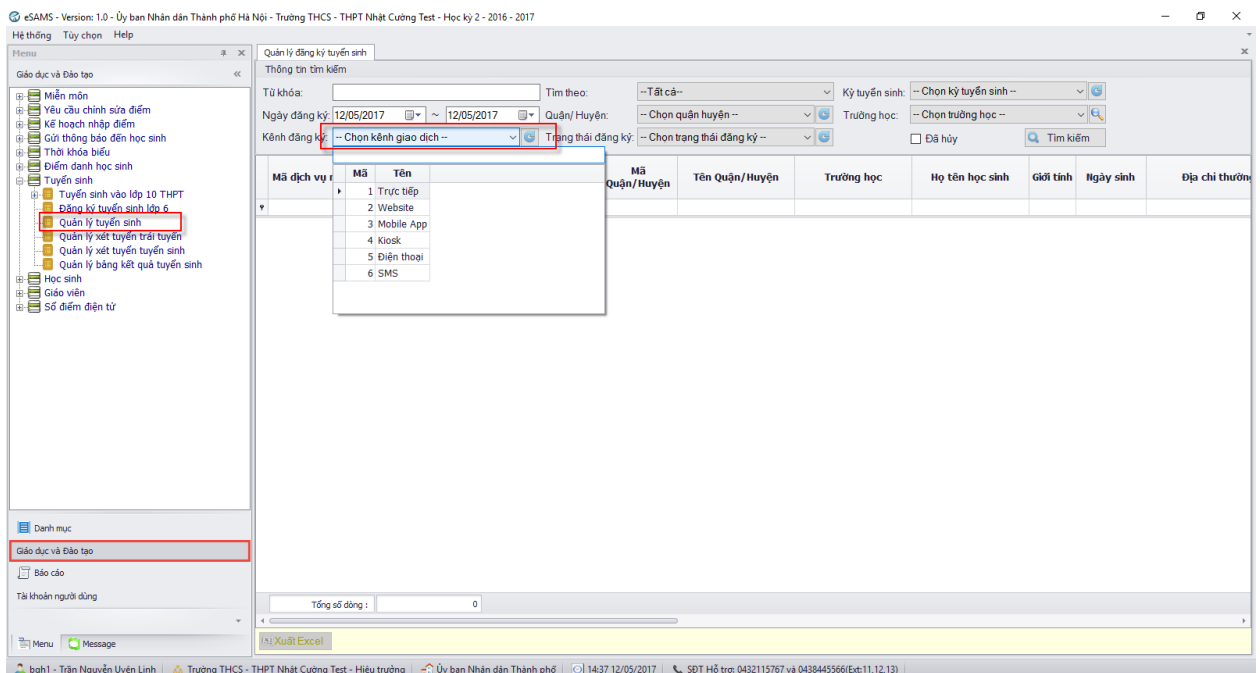 eSAMS - Version: 1.0 - Ủy ban Nhân dân Thành phố Hà Nội - Trường THCS - THPT Nhật Cường Test - Học kỳ 2 - 2016 - 2017
Hệ thống Tùy chọn Help
Menu
Quản lý đăng ký tuyển sinh
Giáo dục và Đào tạo
Thông tin tìm kiếm
Từ khóa: Tìm theo: --Tất cả-- Kỳ tuyển sinh: -- Chọn kỳ tuyển sinh --
Ngày đăng ký: 12/05/2017 ~ 12/05/2017 Quận/ Huyện: -- Chọn quận huyện -- Trường học: -- Chọn trường học --
Kênh đăng ký: -- Chọn kênh giao dịch -- Trạng thái đăng ký: -- Chọn trạng thái đăng ký -- Đã hủy Tìm kiếm
Mã dịch vụ Mã Quận/Huyện Tên Quận/Huyện Trường học Họ tên học sinh Giới tính Ngày sinh Địa chỉ thường
Mã Tên
1 Trực tiếp
2 Website
3 Mobile App
4 Kiosk
5 Điện thoại
6 SMS
Miễn môn
Yêu cầu chỉnh sửa điểm
Kế hoạch nhập điểm
Gửi thông báo đến học sinh
Thời khóa biểu
Điểm danh học sinh
Tuyển sinh
Tuyển sinh vào lớp 10 THPT
Đăng ký tuyển sinh lớp 6
Quản lý tuyển sinh
Quản lý xét tuyển trái tuyến
Quản lý xét tuyển tuyển sinh
Quản lý bảng kết quả tuyển sinh
Học sinh
Giáo viên
Sổ điểm điện tử
Danh mục
Giáo dục và Đào tạo
Báo cáo
Tài khoản người dùng
Tổng số dòng : 0
Menu Message
Xuất Excel
bgh1 - Trần Nguyễn Uyên Linh Trường THCS - THPT Nhật Cường Test - Hiệu trưởng Ủy ban Nhân dân Thành phố 14:37 12/05/2017 SĐT Hỗ trợ: 0432115767 và 0438445566(Ext:11,12,13)